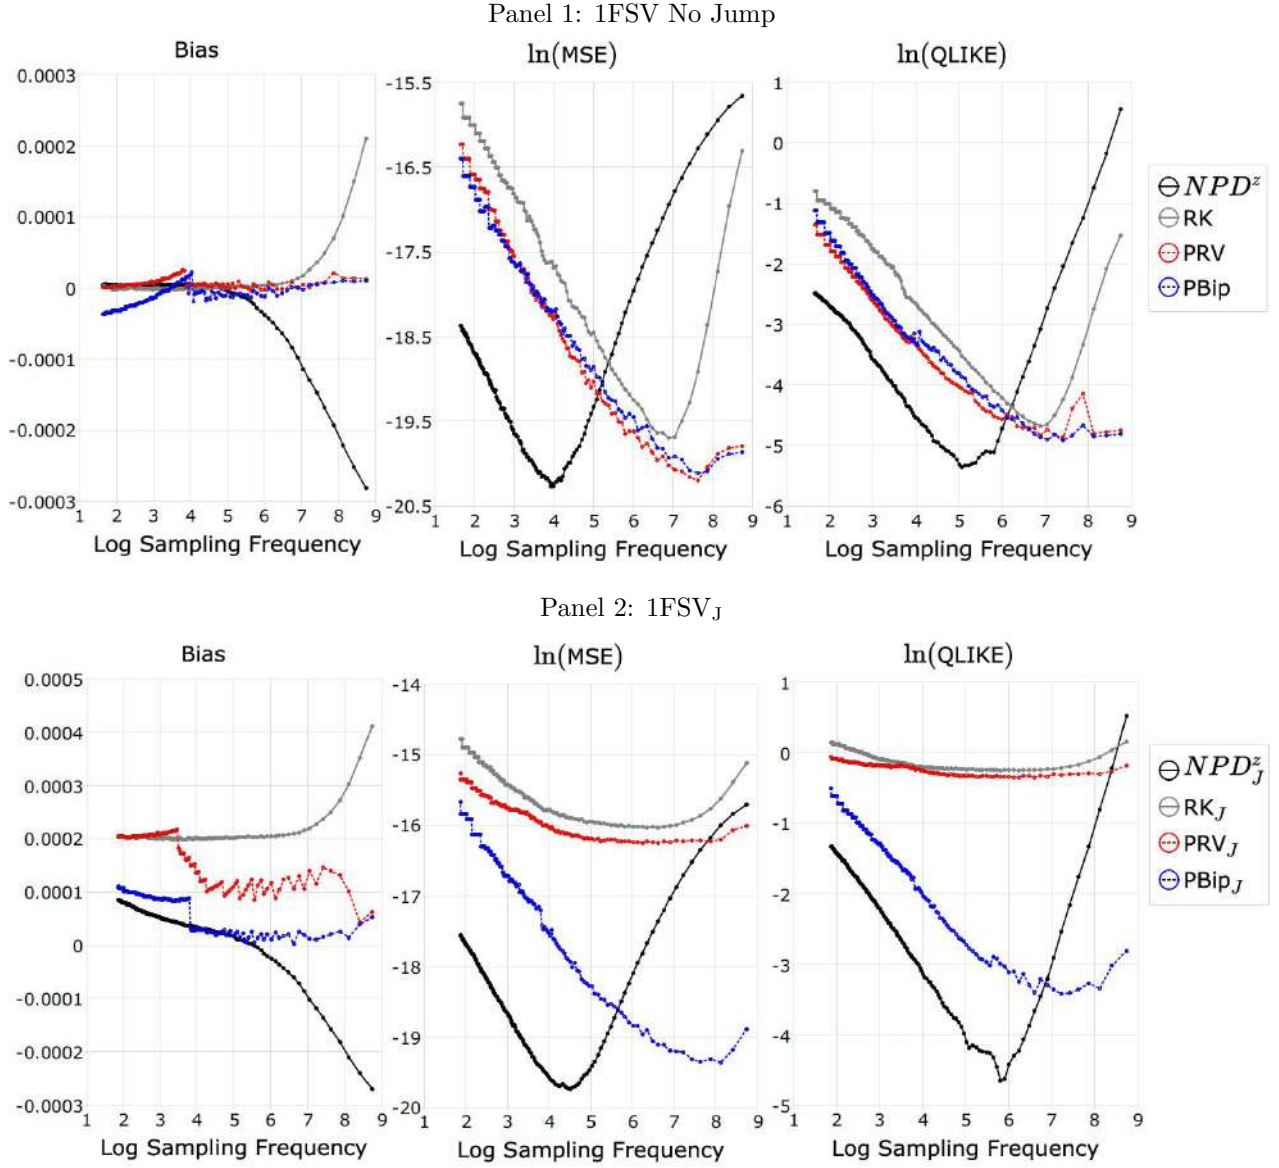 Panel 1: 1FSV No Jump
Bias
ln(MSE)
ln(QLIKE)
0.0003
0.0002
0.0001
0
-0.0001
-0.0002
-0.0003
1 2 3 4 5 6 7 8 9
Log Sampling Frequency
-15.5
-16.5
-17.5
-18.5
-19.5
-20.5
1 2 3 4 5 6 7 8 9
Log Sampling Frequency
1
0
-1
-2
-3
-4
-5
-6
1 2 3 4 5 6 7 8 9
Log Sampling Frequency
NPD^z
RK
PRV
PBip
Panel 2: 1FSV_J
Bias
ln(MSE)
ln(QLIKE)
0.0005
0.0004
0.0003
0.0002
0.0001
0
-0.0001
-0.0002
-0.0003
1 2 3 4 5 6 7 8 9
Log Sampling Frequency
-14
-15
-16
-17
-18
-19
-20
1 2 3 4 5 6 7 8 9
Log Sampling Frequency
1
0
-1
-2
-3
-4
-5
1 2 3 4 5 6 7 8 9
Log Sampling Frequency
NPD^z_J
RK_J
PRV_J
PBip_J